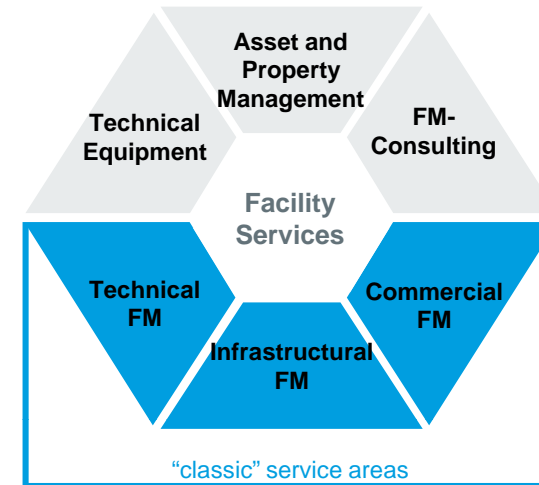 Asset and
Property
Management
Technical
Equipment
FM-
Consulting
Facility
Services
Technical
FM
Commercial
FM
Infrastructural
FM
“classic” service areas